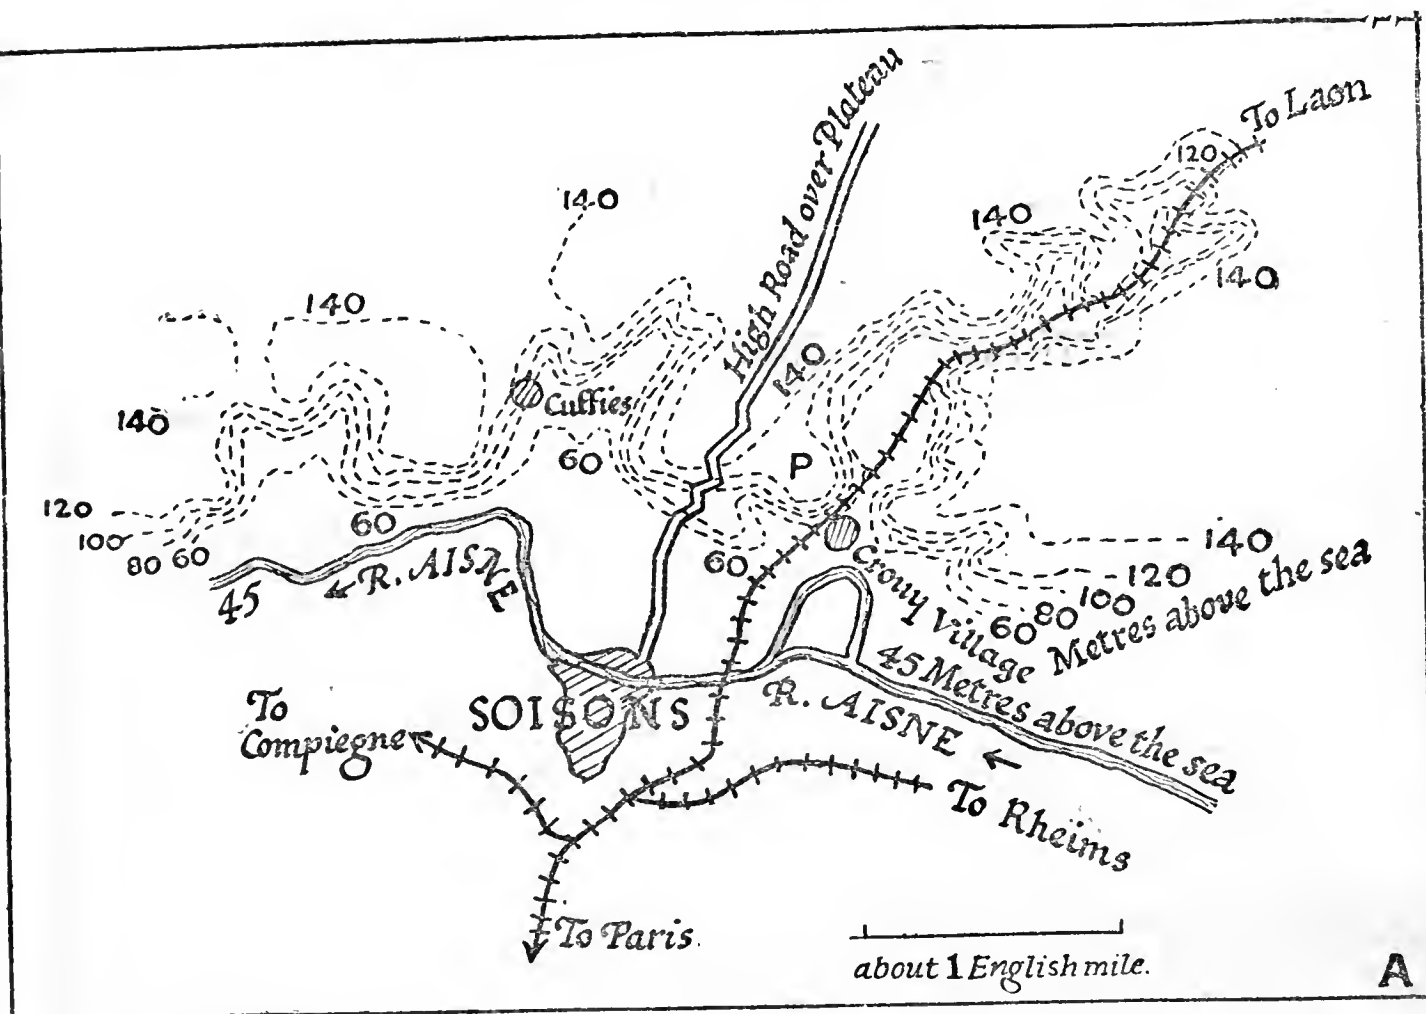 To Laon
High Road over Plateau
120
140
140
140
140
140
140
Cuffies
P
60
120
100
80
60
60
R. AISNE
45
60
Crouy Village
140
120
100
80
60
Metres above the sea
45 Metres above the sea
R. AISNE
SOISONS
To
Compiegne
To Rheims
To Paris.
about 1 English mile.
A